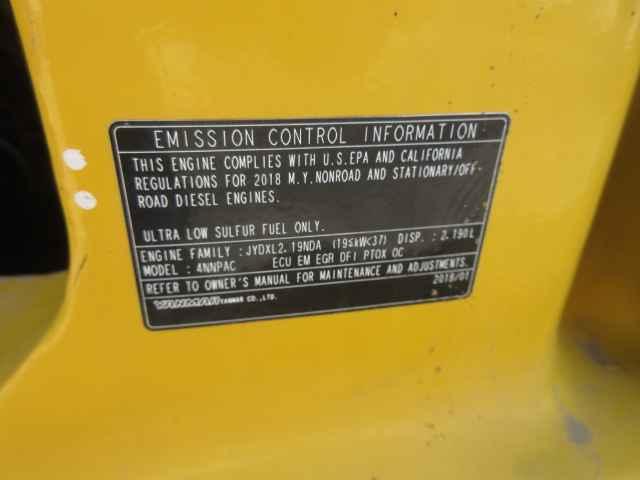 EMISSION CONTROL INFORMATION
THIS ENGINE COMPLIES WITH U.S.EPA AND CALIFORNIA
REGULATIONS FOR 2018 M.Y.NONROAD AND STATIONARY/OFF-
ROAD DIESEL ENGINES.
ULTRA LOW SULFUR FUEL ONLY.
ENGINE FAMILY : JYDXL2.19NDA (19≤kW<37) DISP. : 2.190L
MODEL : 4NNPAC ECU EM EGR DFI PTOX OC
REFER TO OWNER'S MANUAL FOR MAINTENANCE AND ADJUSTMENTS.
YANMAR YANMAR CO.,LTD. 2018/01